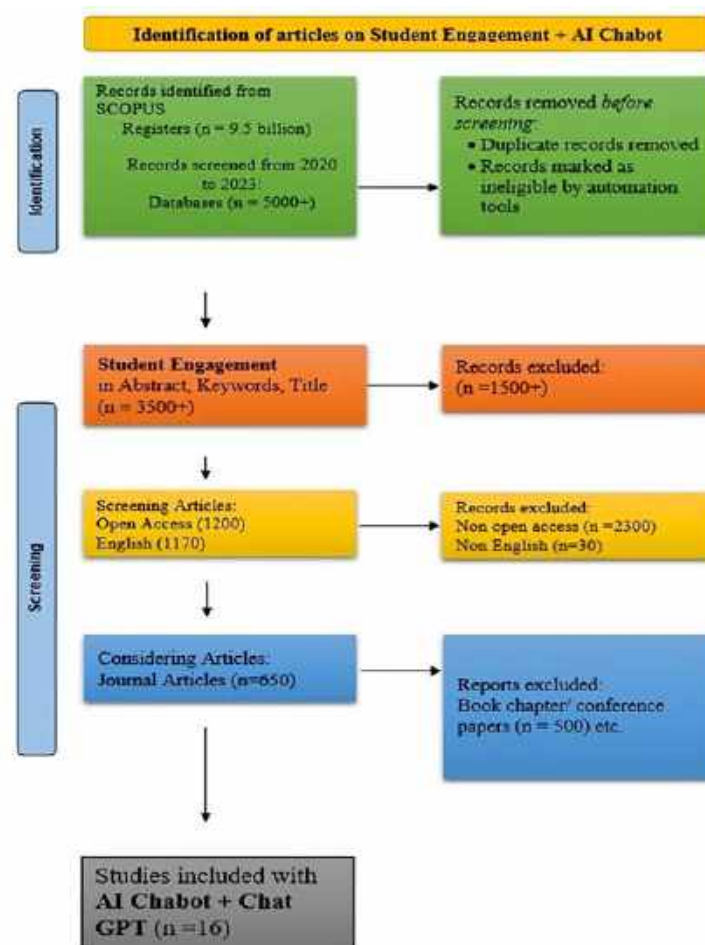 Identification of articles on Student Engagement + AI Chabot
Identification
Records identified from
SCOPUS
Registers (n = 9.5 billion)
Records screened from 2020
to 2023:
Databases (n = 5000+)
Records removed before
screening:
• Duplicate records removed
• Records marked as
ineligible by automation
tools
Screening
Student Engagement
in Abstract, Keywords, Title
(n = 3500+)
Records excluded:
(n =1500+)
Screening Articles:
Open Access (1200)
English (1170)
Records excluded:
Non open access (n =2300)
Non English (n=30)
Considering Articles:
Journal Articles (n=650)
Reports excluded:
Book chapter/ conference
papers (n = 500) etc.
Studies included with
AI Chabot + Chat
GPT (n =16)